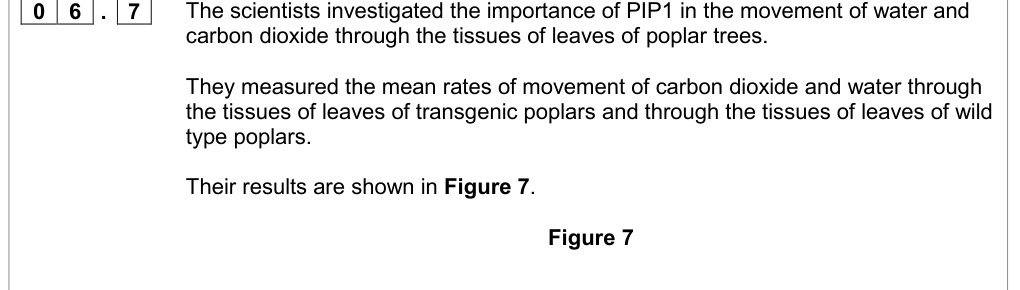 0 6 . 7 The scientists investigated the importance of PIP1 in the movement of water and
carbon dioxide through the tissues of leaves of poplar trees.
They measured the mean rates of movement of carbon dioxide and water through
the tissues of leaves of transgenic poplars and through the tissues of leaves of wild
type poplars.
Their results are shown in Figure 7.
Figure 7